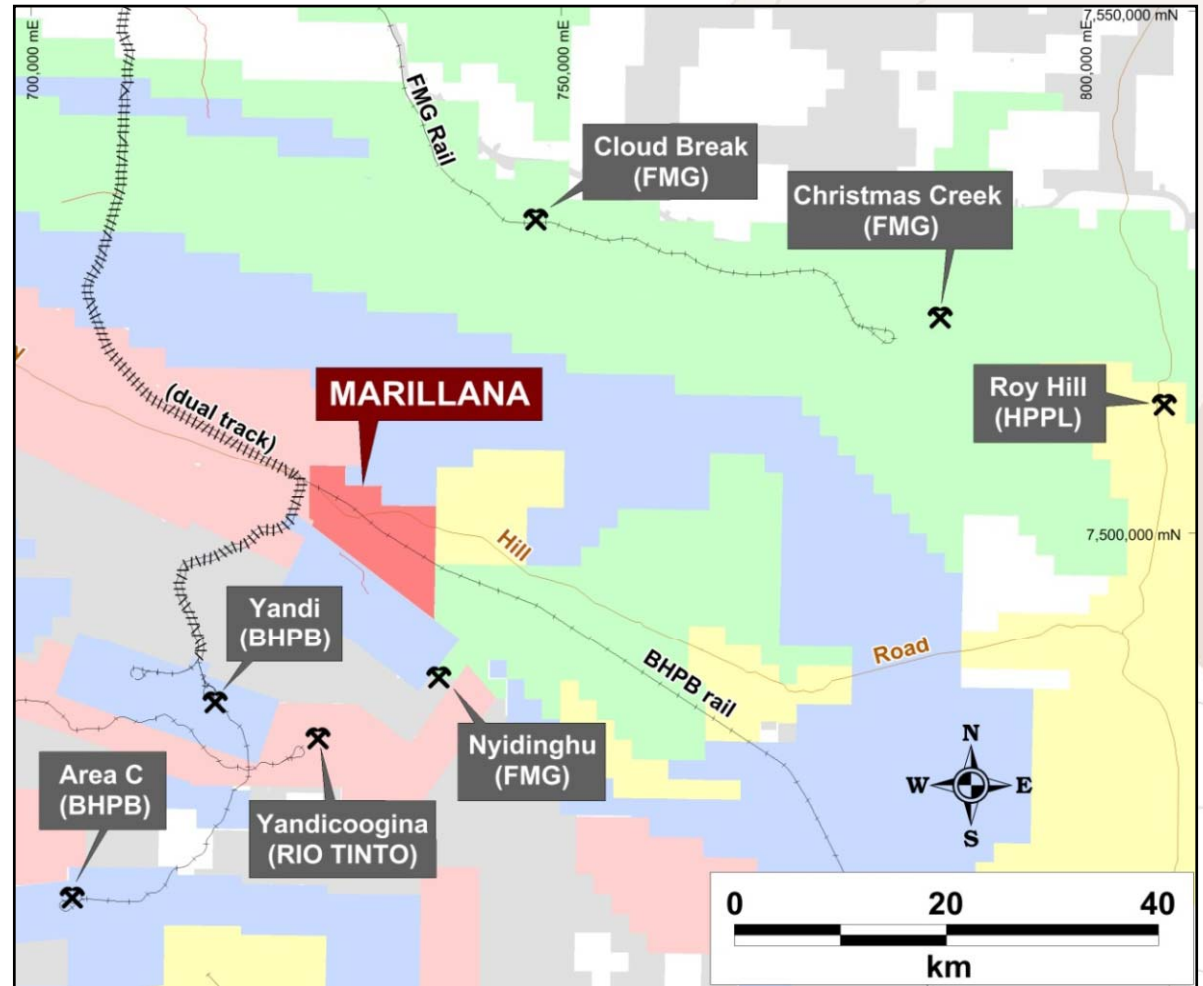 700,000 mE
750,000 mE
800,000 mE
7,550,000 mN
FMG Rail
Cloud Break
(FMG)
Christmas Creek
(FMG)
(dual track)
MARILLANA
Roy Hill
(HPPL)
7,500,000 mN
Hill
Road
Yandi
(BHPB)
BHPB rail
Nyidinghu
(FMG)
Area C
(BHPB)
Yandicoogina
(RIO TINTO)
N
W E
S
0 20 40
km